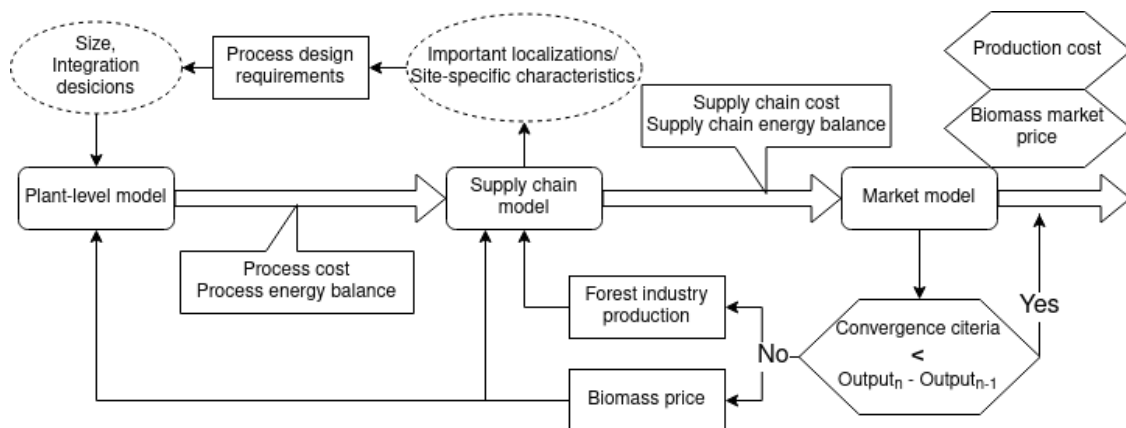 Size,
Integration
desicions
Process design
requirements
Important localizations/
Site-specific characteristics
Production cost
Supply chain cost
Supply chain energy balance
Biomass market
price
Plant-level model
Supply chain
model
Market model
Process cost
Process energy balance
Forest industry
production
Biomass price
No
Convergence citeria
<
Outputₙ - Outputₙ₋₁
Yes